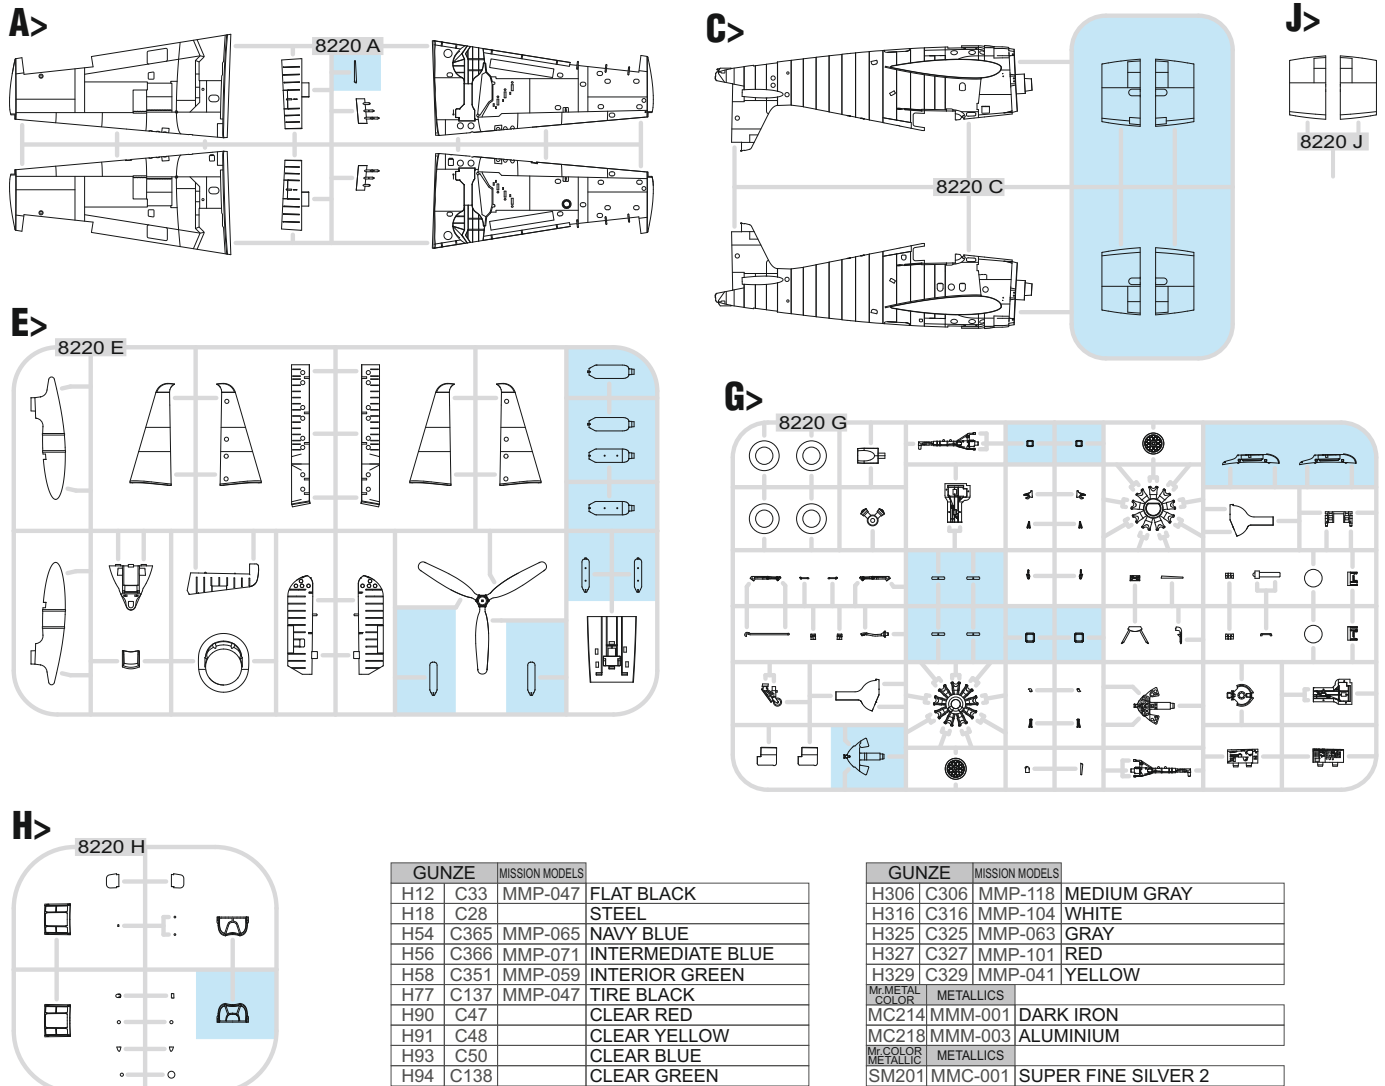 A>
8220 A
C>
8220 C
J>
8220 J
E>
8220 E
G>
8220 G
H>
8220 H
GUNZE MISSION MODELS
H12 C33 MMP-047 FLAT BLACK
H18 C28 STEEL
H54 C365 MMP-065 NAVY BLUE
H56 C366 MMP-071 INTERMEDIATE BLUE
H58 C351 MMP-059 INTERIOR GREEN
H77 C137 MMP-047 TIRE BLACK
H90 C47 CLEAR RED
H91 C48 CLEAR YELLOW
H93 C50 CLEAR BLUE
H94 C138 CLEAR GREEN
GUNZE MISSION MODELS
H306 C306 MMP-118 MEDIUM GRAY
H316 C316 MMP-104 WHITE
H325 C325 MMP-063 GRAY
H327 C327 MMP-101 RED
H329 C329 MMP-041 YELLOW
Mr.METAL COLOR METALLICS
MC214 MMM-001 DARK IRON
MC218 MMM-003 ALUMINIUM
Mr.COLOR METALLIC METALLICS
SM201 MMC-001 SUPER FINE SILVER 2